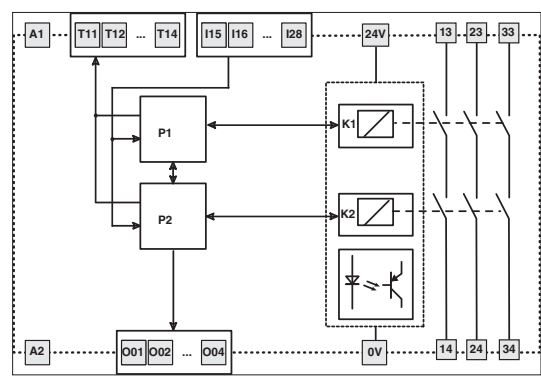 A1 T11 T12 ... T14 I15 I16 ... I28 24V 13 23 33
P1 K1
P2 K2
A2 O01 O02 ... O04 0V 14 24 34